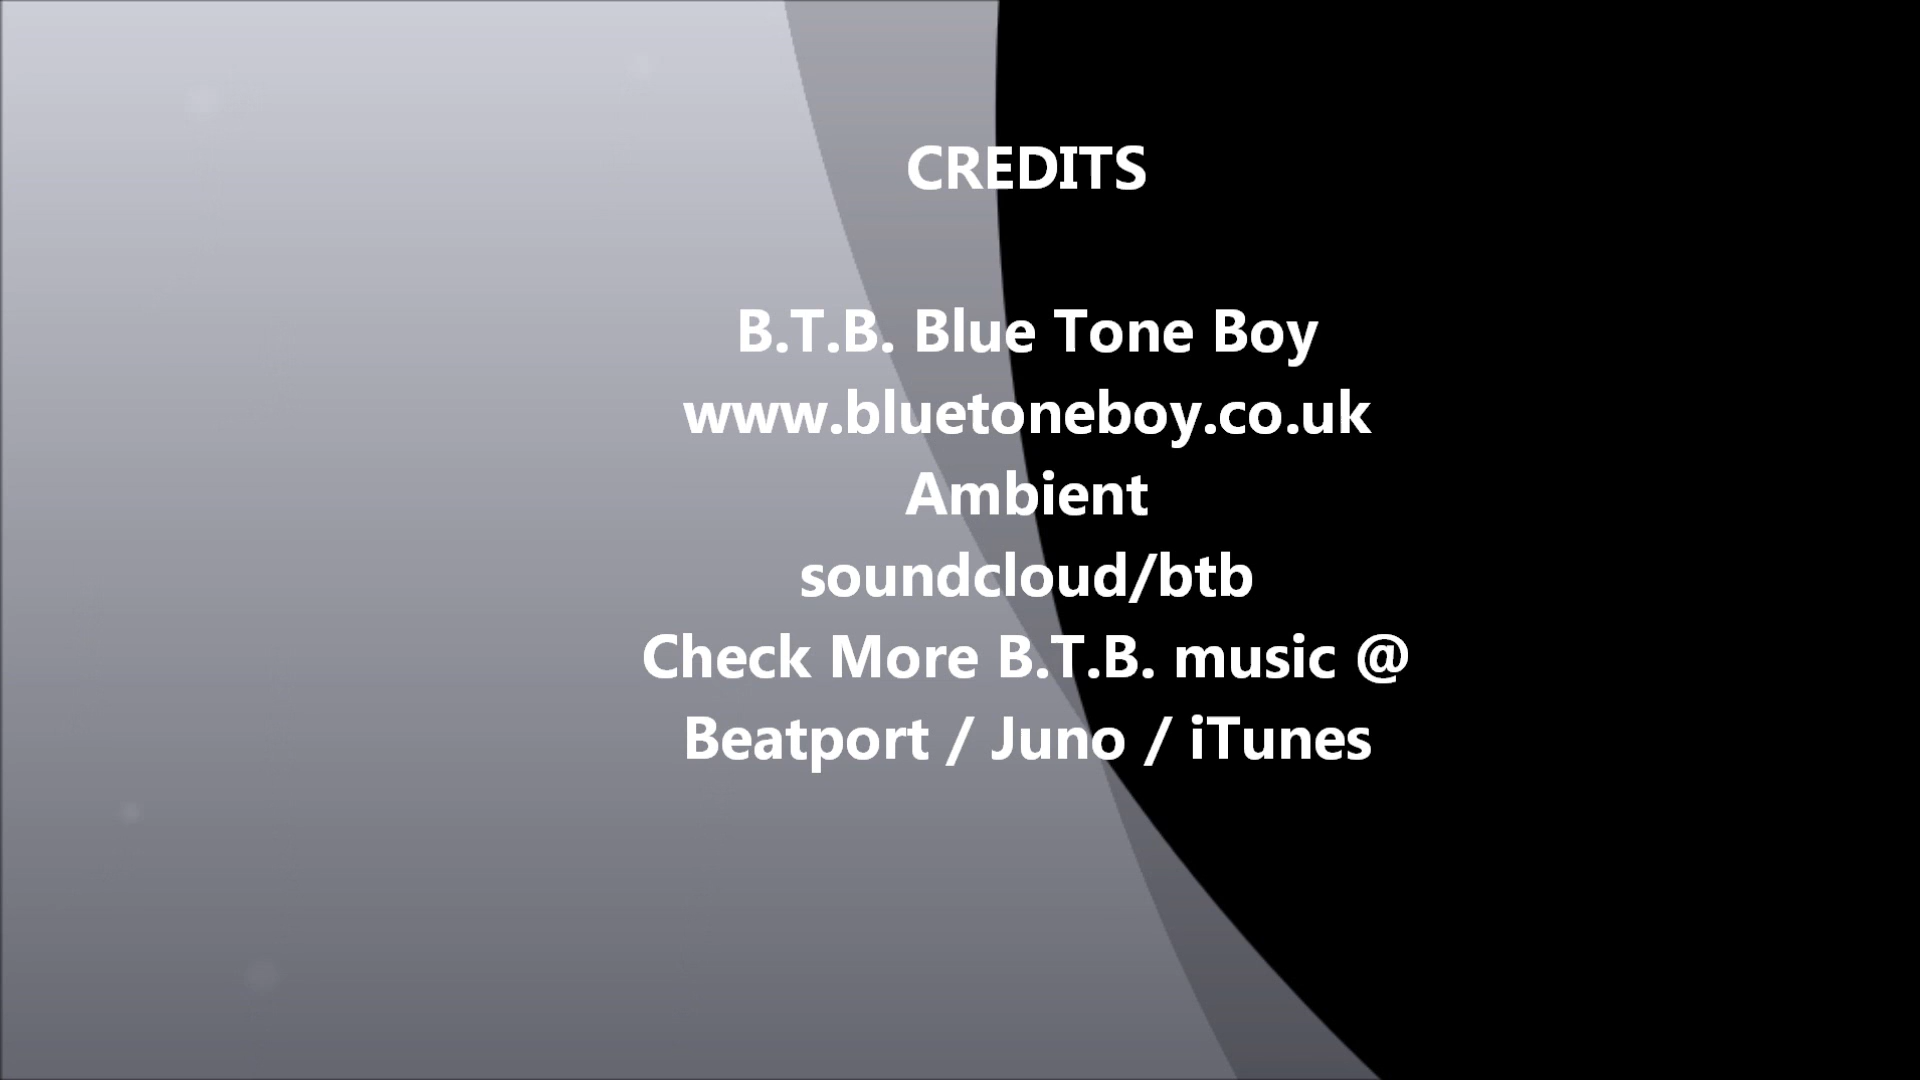 CREDITS
B.T.B. Blue Tone Boy
www.bluetoneboy.co.uk
Ambient
soundcloud/btb
Check More B.T.B. music @
Beatport / Juno / iTunes